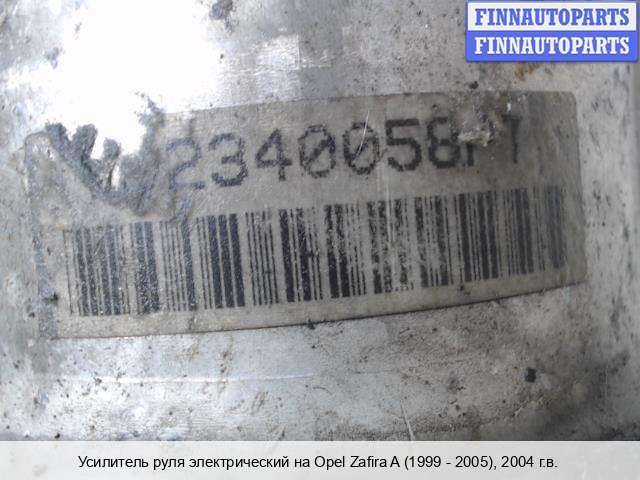 FINNAUTOPARTS
FINNAUTOPARTS
Усилитель руля электрический на Opel Zafira A (1999 - 2005), 2004 г.в.